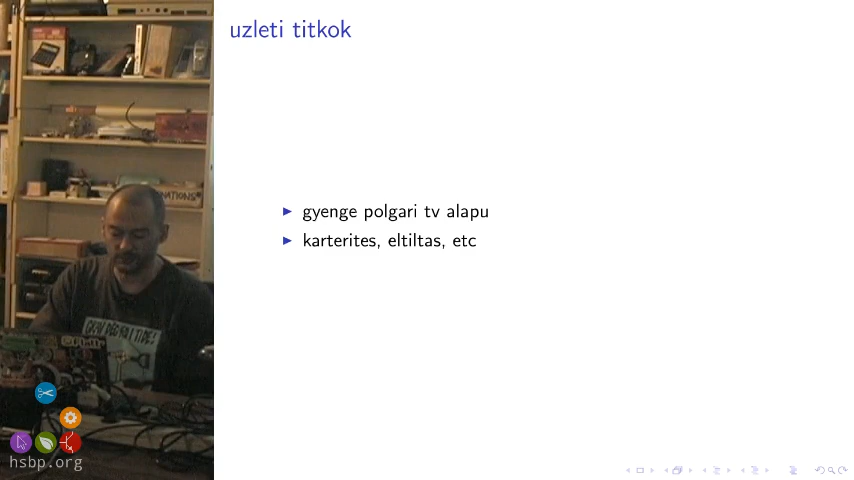 uzleti titkok
gyenge polgari tv alapu
karterites, eltiltas, etc
hsbp.org